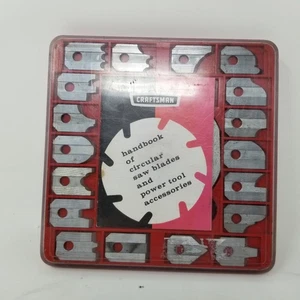 CRAFTSMAN
handbook
of
circular
saw blades
and
power tool
accessories